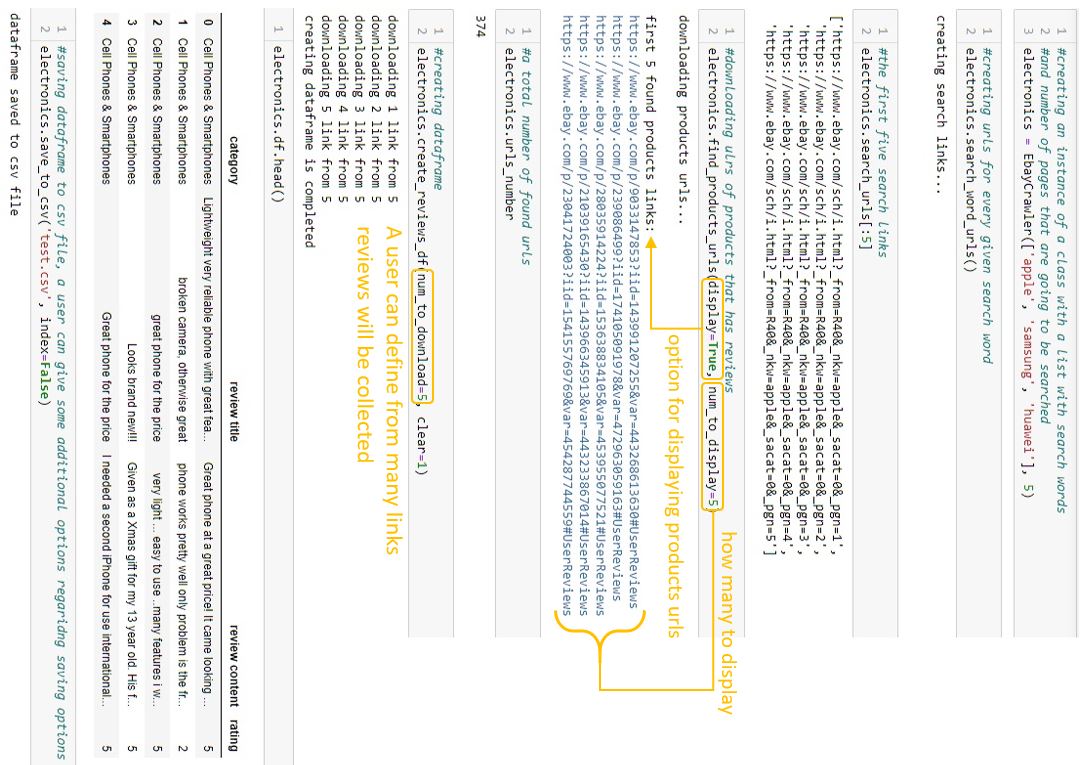 1 #creating an instance of a class with a list with search words
2 #and number of pages that are going to be searched
3 electronics = EbayCrawler(['apple', 'samsung', 'huawei'], 5)
1 #creating urls for every given search word
2 electronics.search_word_urls()
creating search links...
1 #the first five search links
2 electronics.search_urls[:5]
['https://www.ebay.com/sch/i.html?_from=R40&_nkw=apple&_sacat=0&_pgn=1',
'https://www.ebay.com/sch/i.html?_from=R40&_nkw=apple&_sacat=0&_pgn=2',
'https://www.ebay.com/sch/i.html?_from=R40&_nkw=apple&_sacat=0&_pgn=3',
'https://www.ebay.com/sch/i.html?_from=R40&_nkw=apple&_sacat=0&_pgn=4',
'https://www.ebay.com/sch/i.html?_from=R40&_nkw=apple&_sacat=0&_pgn=5']
1 #downloading ulrs of products that has reviews
how many to display
2 electronics.find_products_urls(display=True, num_to_display=5)
downloading products urls...
option for displaying products urls
first 5 found products links:
https://www.ebay.com/p/9033147853?iid=143991207255&var=443268613630#UserReviews
https://www.ebay.com/p/239086499?iid=174105091978&var=472963059163#UserReviews
https://www.ebay.com/p/28035914224?iid=153638834105&var=453955077521#UserReviews
https://www.ebay.com/p/21039165430?iid=143966345913&var=443233867014#UserReviews
https://www.ebay.com/p/23041724003?iid=154155769769&var=454287744559#UserReviews
1 #a total number of found urls
2 electronics.urls_number
374
1 #creating dataframe
2 electronics.create_reviews_df(num_to_download=5, clear=1)
downloading 1 link from 5
downloading 2 link from 5
downloading 3 link from 5
downloading 4 link from 5
downloading 5 link from 5
creating dataframe is completed
A user can define from many links
reviews will be collected
1 electronics.df.head()
category review title review content rating
0 Cell Phones & Smartphones Lightweight very reliable phone with great fea... Great phone at a great price! It came looking ... 5
1 Cell Phones & Smartphones broken camera, otherwise great phone works pretty well only problem is the fr... 2
2 Cell Phones & Smartphones great phone for the price very light ... easy to use ..many features i w... 5
3 Cell Phones & Smartphones Looks brand new!!! Given as a Xmas gift for my 13 year old. His f... 5
4 Cell Phones & Smartphones Great phone for the price I needed a second iPhone for use international... 5
1 #saving dataframe to csv file, a user can give some additional options regaridng saving options
2 electronics.save_to_csv('test.csv', index=False)
dataframe saved to csv file